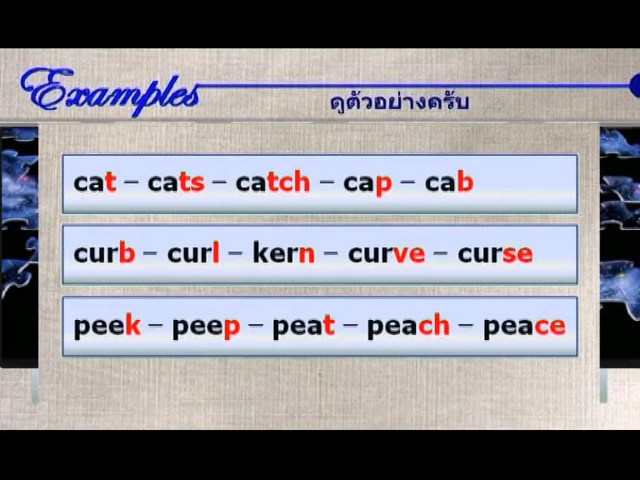 Examples
ดูตัวอย่างครับ
cat – cats – catch – cap – cab
curb – curl – kern – curve – curse
peek – peep – peat – peach – peace